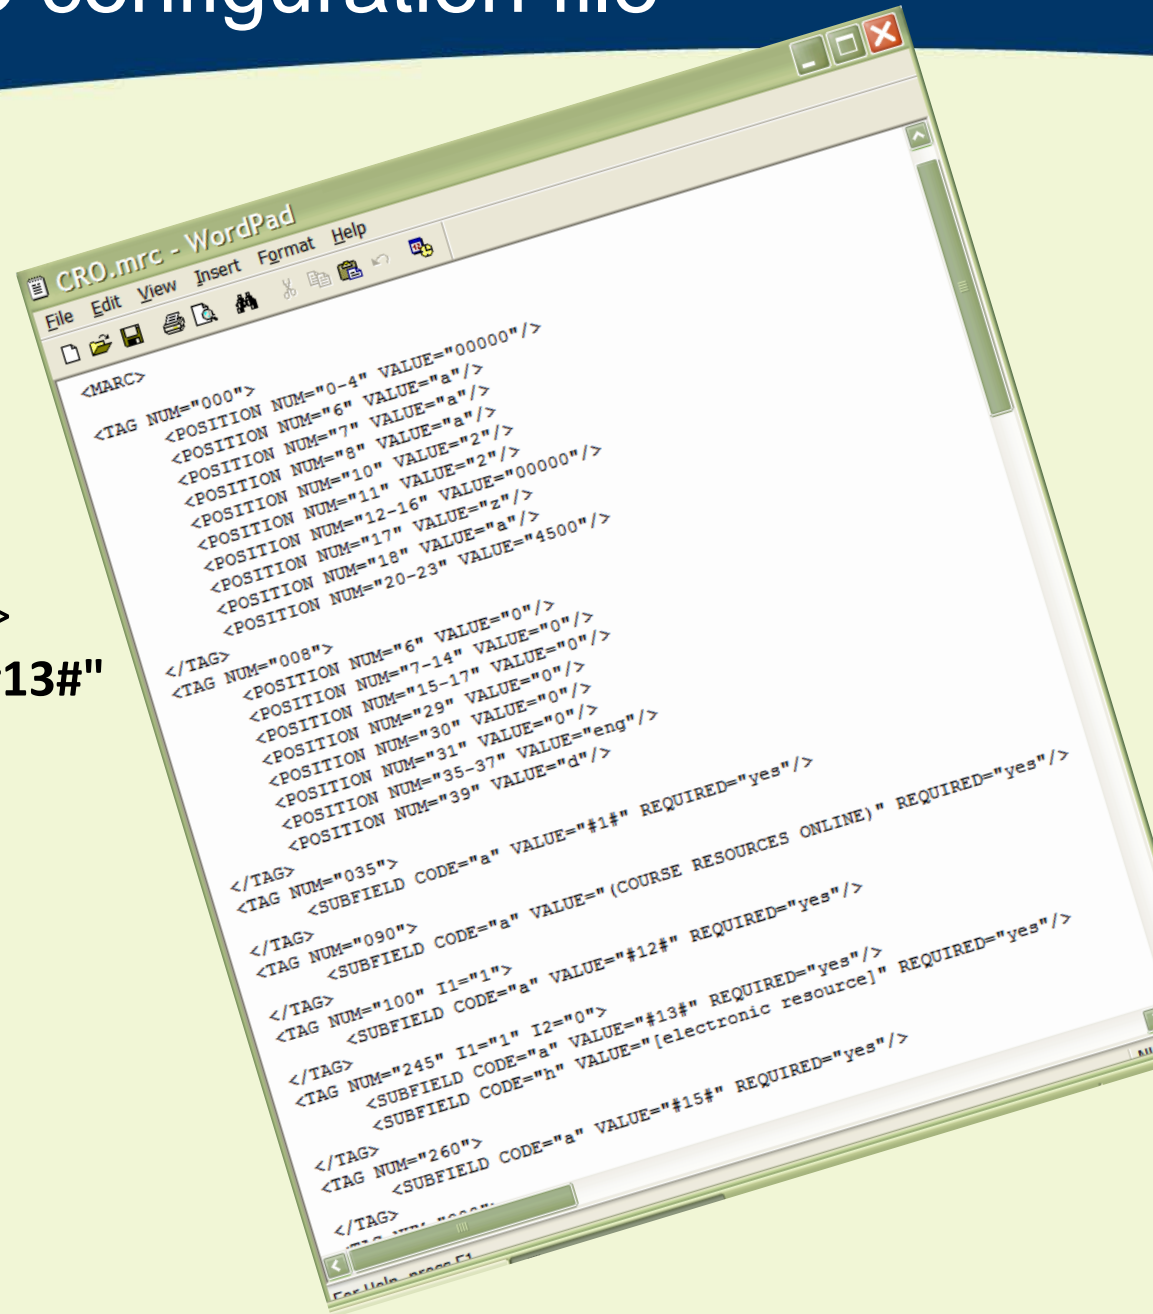 configuration file
CRO.mrc - WordPad
File Edit View Insert Format Help
<MARC>
<TAG NUM="000">
<POSITION NUM="0-4" VALUE="00000"/>
<POSITION NUM="6" VALUE="a"/>
<POSITION NUM="7" VALUE="a"/>
<POSITION NUM="8" VALUE="a"/>
<POSITION NUM="10" VALUE="2"/>
<POSITION NUM="11" VALUE="2"/>
<POSITION NUM="12-16" VALUE="00000"/>
<POSITION NUM="17" VALUE="z"/>
<POSITION NUM="18" VALUE="a"/>
<POSITION NUM="20-23" VALUE="4500"/>
</TAG>
<TAG NUM="008">
<POSITION NUM="6" VALUE="0"/>
<POSITION NUM="7-14" VALUE="0"/>
<POSITION NUM="15-17" VALUE="0"/>
<POSITION NUM="29" VALUE="0"/>
<POSITION NUM="30" VALUE="0"/>
<POSITION NUM="31" VALUE="0"/>
<POSITION NUM="35-37" VALUE="eng"/>
<POSITION NUM="39" VALUE="d"/>
</TAG>
<TAG NUM="035">
<SUBFIELD CODE="a" VALUE="#1#" REQUIRED="yes"/>
</TAG>
<TAG NUM="090">
<SUBFIELD CODE="a" VALUE="(COURSE RESOURCES ONLINE)" REQUIRED="yes"/>
</TAG>
<TAG NUM="100" I1="1">
<SUBFIELD CODE="a" VALUE="#12#" REQUIRED="yes"/>
</TAG>
<TAG NUM="245" I1="1" I2="0">
<SUBFIELD CODE="a" VALUE="#13#" REQUIRED="yes"/>
<SUBFIELD CODE="h" VALUE="[electronic resource]" REQUIRED="yes"/>
</TAG>
<TAG NUM="260">
<SUBFIELD CODE="a" VALUE="#15#" REQUIRED="yes"/>
</TAG>
For Help, press F1
>
13#"